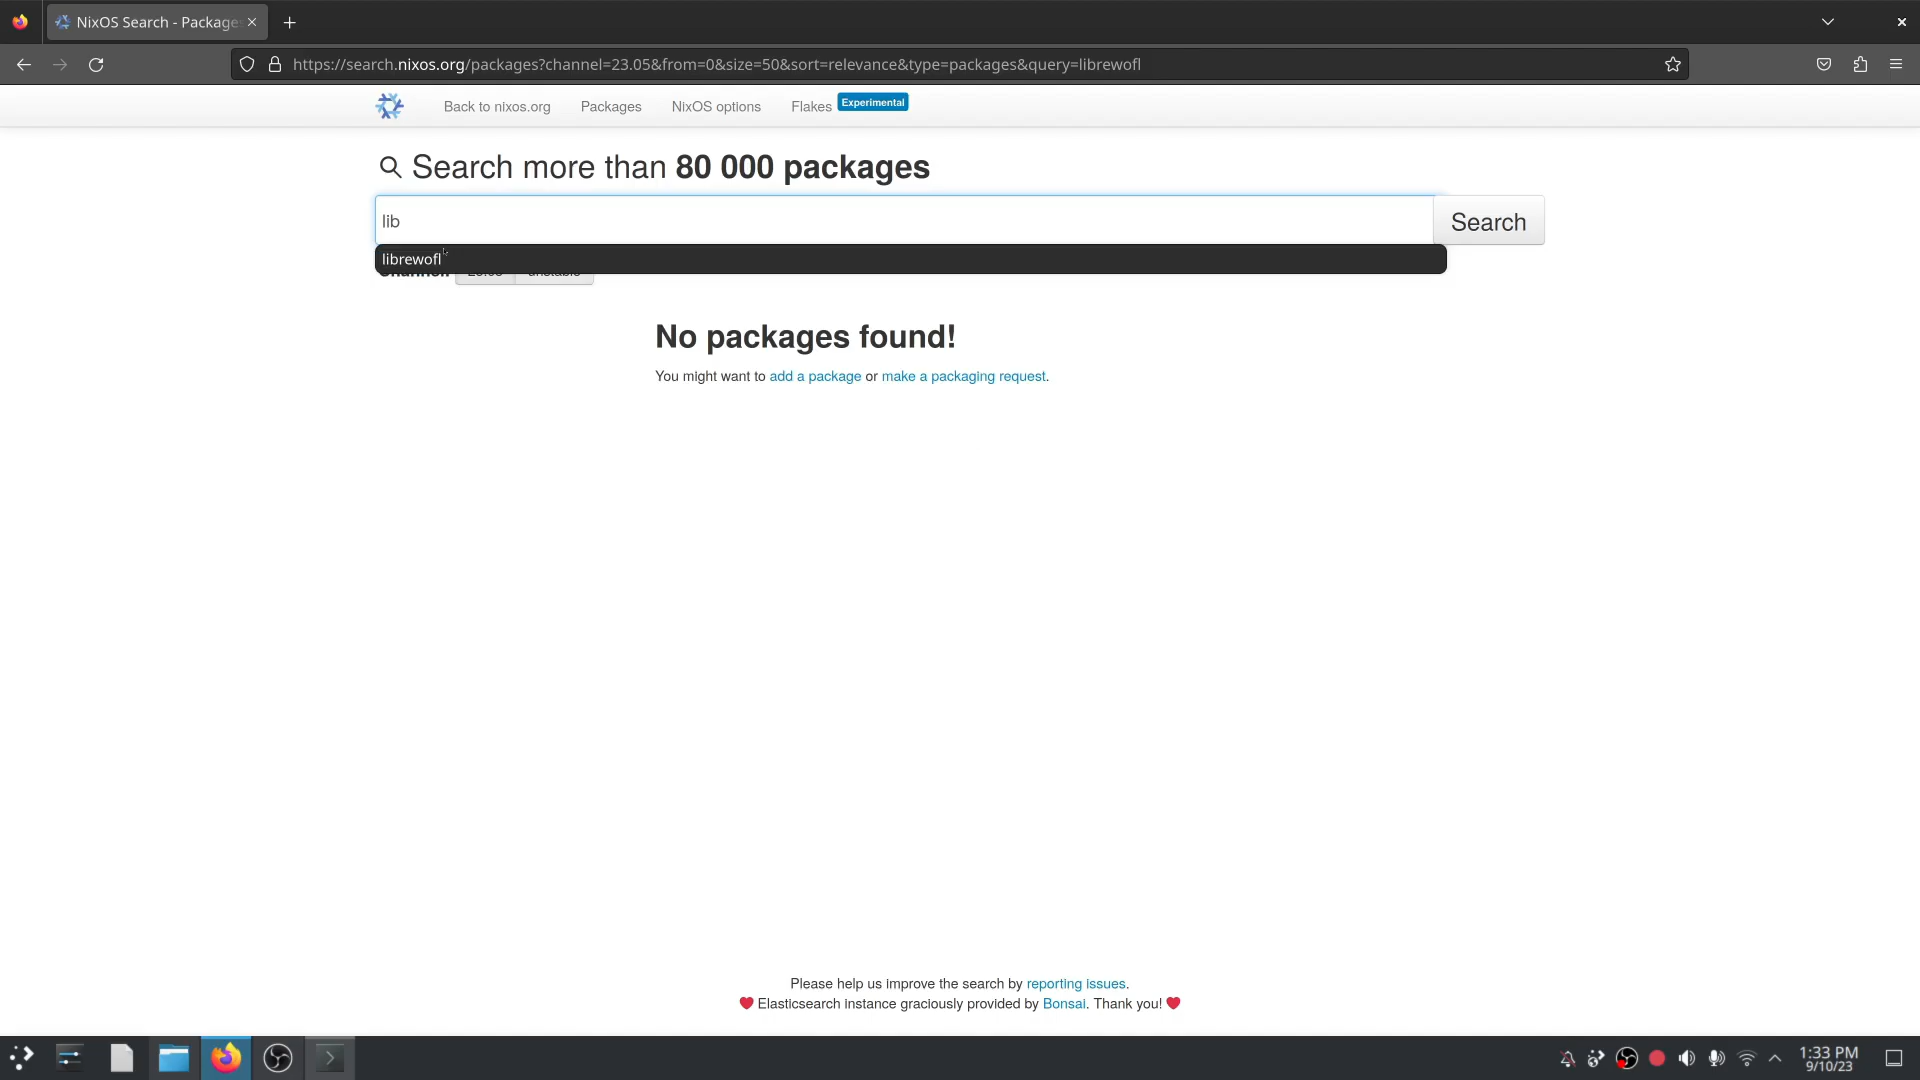 NixOS Search - Package
https://search.nixos.org/packages?channel=23.05&from=0&size=50&sort=relevance&type=packages&query=librewofl
Back to nixos.org Packages NixOS options Flakes Experimental
Search more than 80 000 packages
lib Search
librewofl
No packages found!
You might want to add a package or make a packaging request.
Please help us improve the search by reporting issues.
Elasticsearch instance graciously provided by Bonsai. Thank you!
1:33 PM
9/10/23